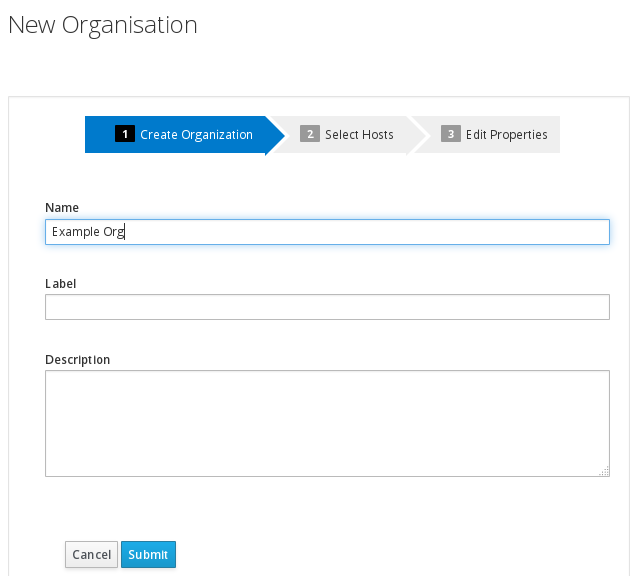 New Organisation
1 Create Organization 2 Select Hosts 3 Edit Properties
Name
Example Org
Label
Description
Cancel Submit